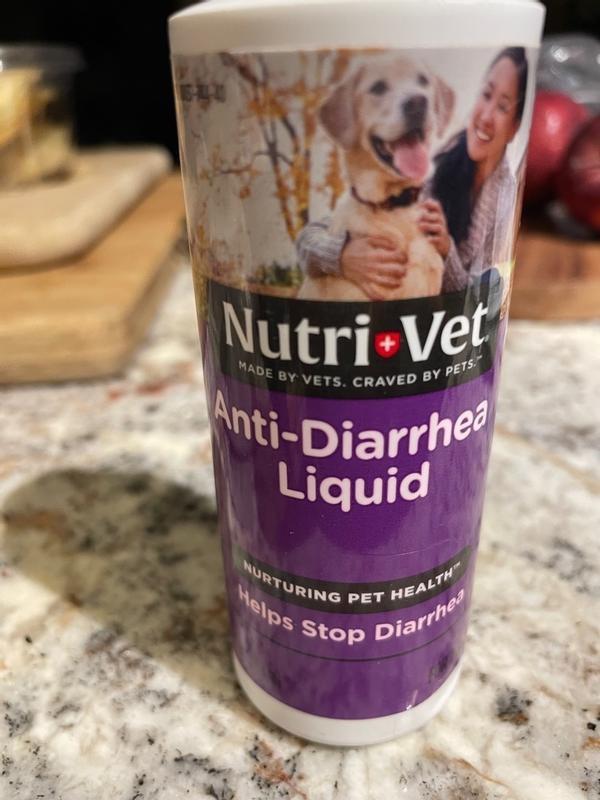 Nutri Vet
MADE BY VETS. CRAVED BY PETS.™
Anti-Diarrhea
Liquid
NURTURING PET HEALTH™
Helps Stop Diarrhea